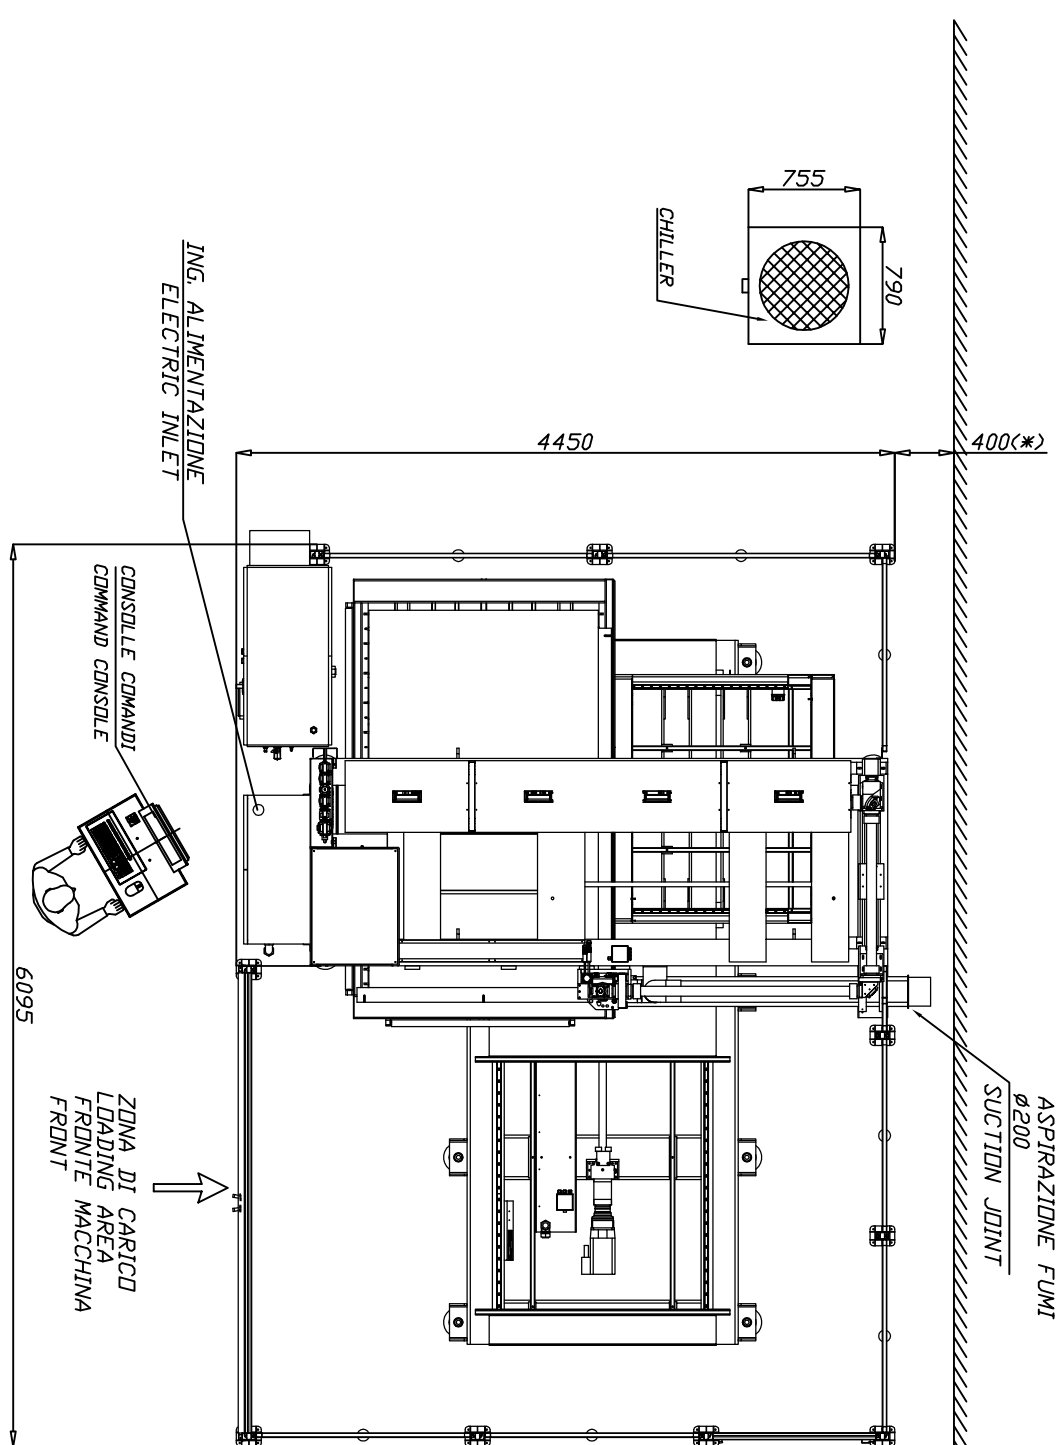 400(*)
4450
755
790
CHILLER
ING. ALIMENTAZIONE
ELECTRIC INLET
CONSOLLE COMANDI
COMMAND CONSOLE
6095
ASPIRAZIONE FUMI
ø200
SUCTION JOINT
ZONA DI CARICO
LOADING AREA
FRONTE MACCHINA
FRONT